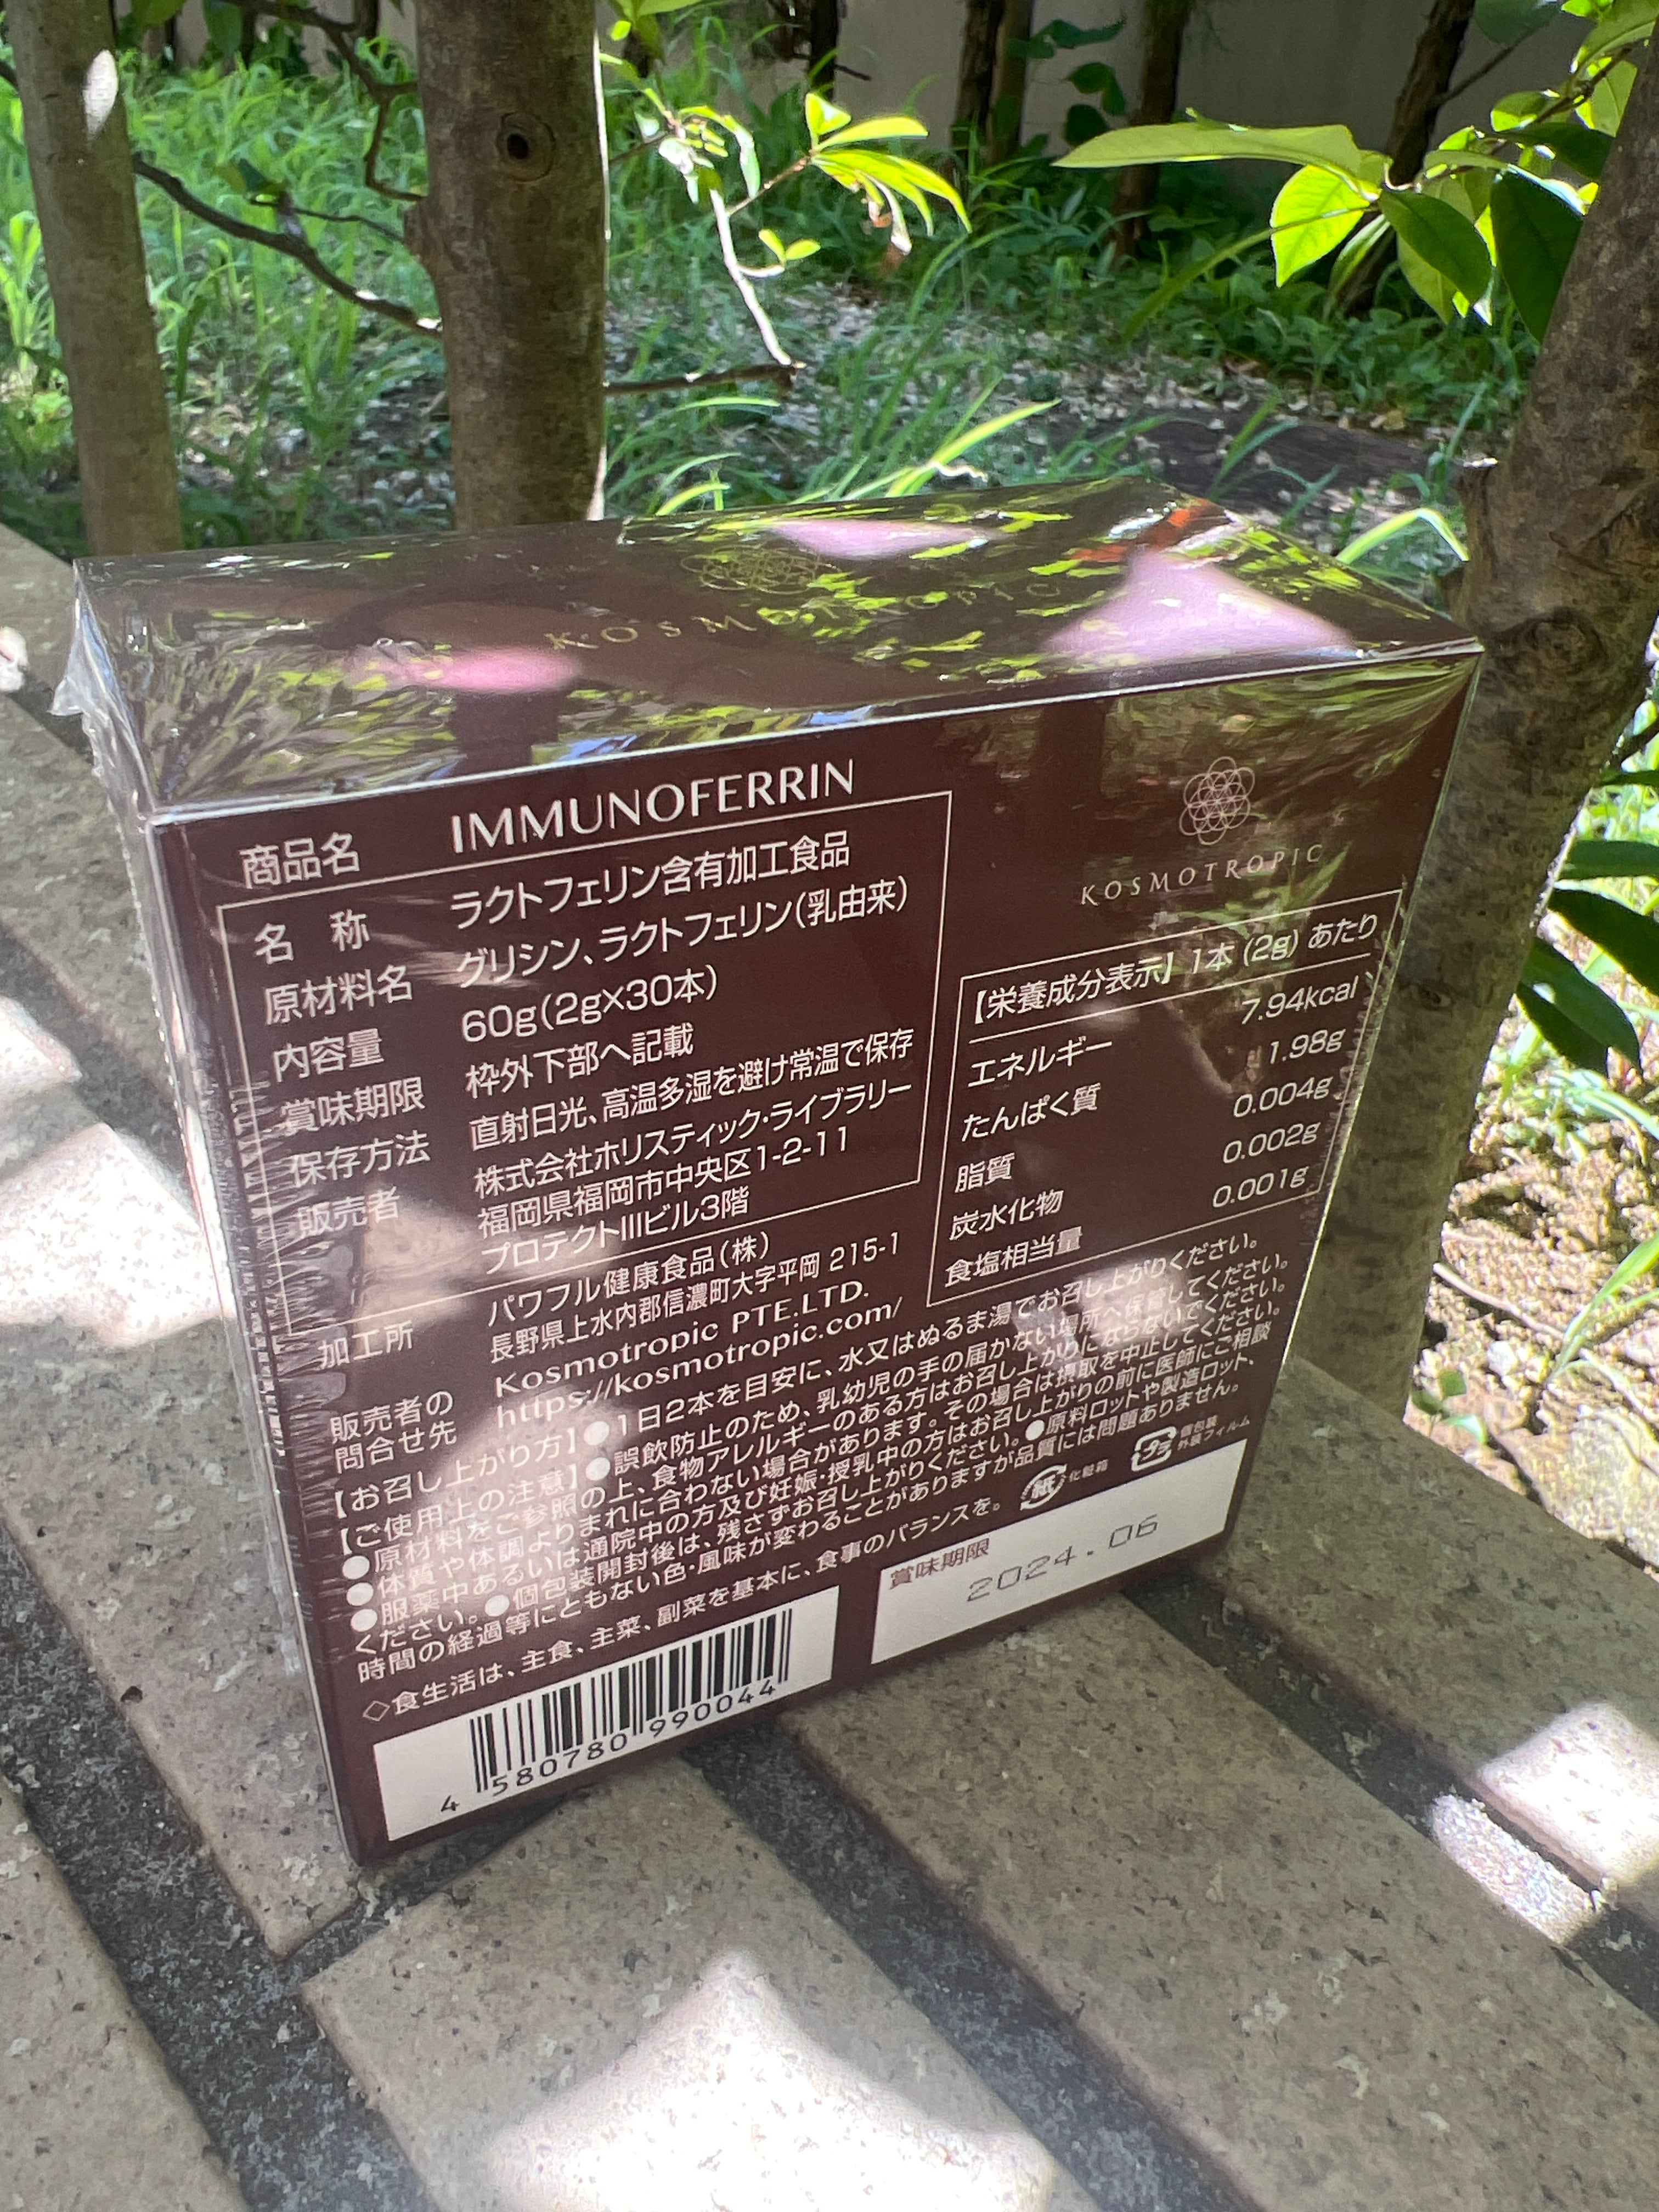 KOSMOTROPIC
商品名 IMMUNOFERRIN
名 称 ラクトフェリン含有加工食品
原材料名 グリシン、ラクトフェリン(乳由来)
内容量 60g(2g×30本)
賞味期限 枠外下部へ記載
保存方法 直射日光、高温多湿を避け常温で保存
販売者 株式会社ホリスティック・ライブラリー
福岡県福岡市中央区1-2-11
プロテクトIIIビル3階
加工所 パワフル健康食品(株)
長野県上水内郡信濃町大字平岡 215-1
販売者の
問合せ先
Kosmotropic PTE.LTD.
https://kosmotropic.com/
KOSMOTROPIC
【栄養成分表示】1本 (2g) あたり
エネルギー 7.94kcal
たんぱく質 1.98g
脂質 0.004g
炭水化物 0.002g
食塩相当量 0.001g
【お召し上がり方】●1日2本を目安に、水又はぬるま湯でお召し上がりください。
【ご使用上の注意】●誤飲防止のため、乳幼児の手の届かない場所へ保管してください。
●原材料をご参照の上、食物アレルギーのある方はお召し上がりにならないでください。
●体質や体調によりまれに合わない場合があります。その場合は摂取を中止してください。
●服薬中あるいは通院中の方及び妊娠・授乳中の方はお召し上がりの前に医師にご相談
ください。●個包装開封後は、残さずお召し上がりください。●原料ロットや製造ロット、
時間の経過等にともない色・風味が変わることがありますが品質には問題ありません。
◇食生活は、主食、主菜、副菜を基本に、食事のバランスを。
紙 化粧箱
プラ 個包装
外装フィルム
賞味期限
2024.06
4 580780 990044